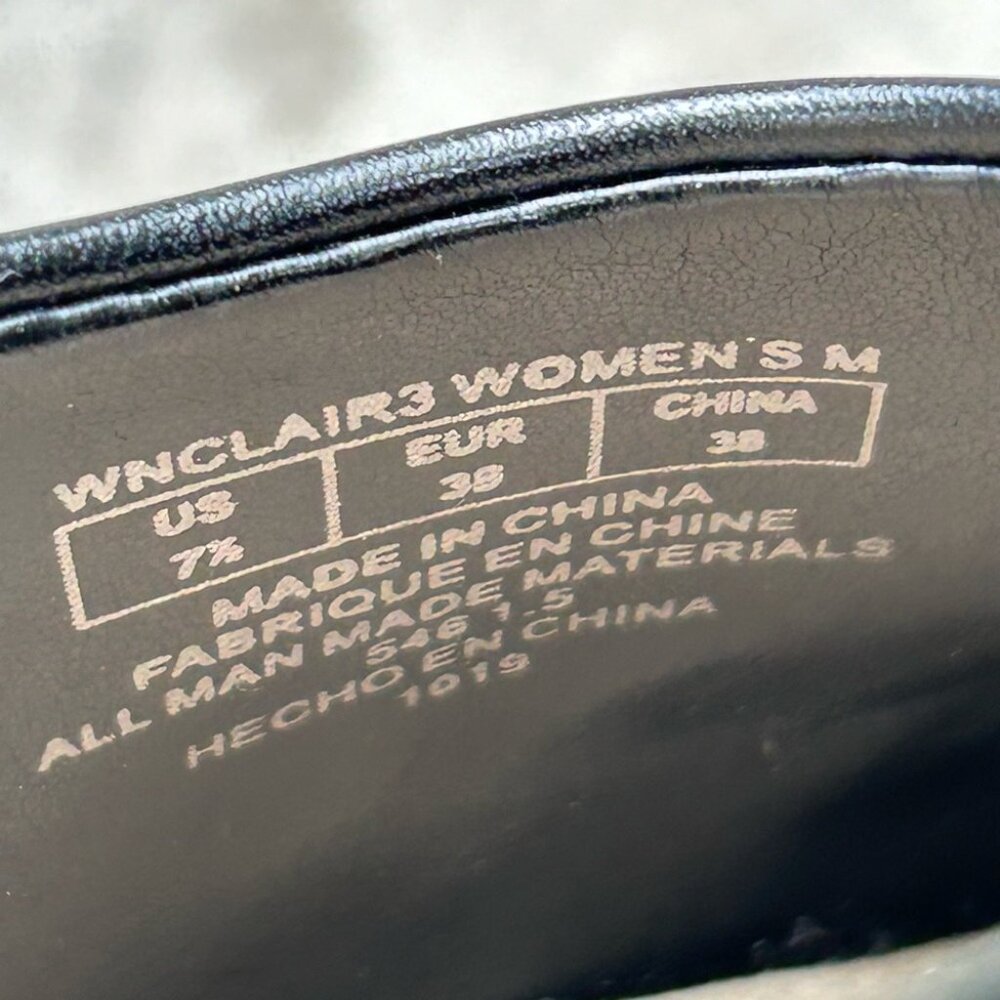 WNCLAIR3 WOMEN'S M
US EUR CHINA
7½ 38 38
MADE IN CHINA
FABRIQUE EN CHINE
ALL MAN MADE MATERIALS
546 1-5
HECHO EN CHINA
1019